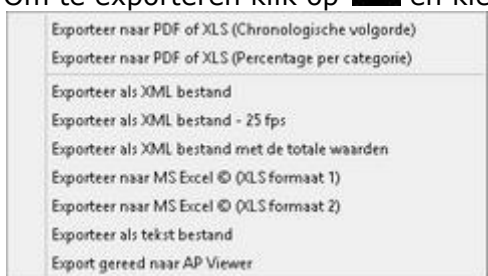 Om te exporteren klik op en kie
Exporteer naar PDF of XLS (Chronologische volgorde)
Exporteer naar PDF of XLS (Percentage per categorie)
Exporteer als XML bestand
Exporteer als XML bestand - 25 fps
Exporteer als XML bestand met de totale waarden
Exporteer naar MS Excel © (XLS formaat 1)
Exporteer naar MS Excel © (XLS formaat 2)
Exporteer als tekst bestand
Export gereed naar AP Viewer